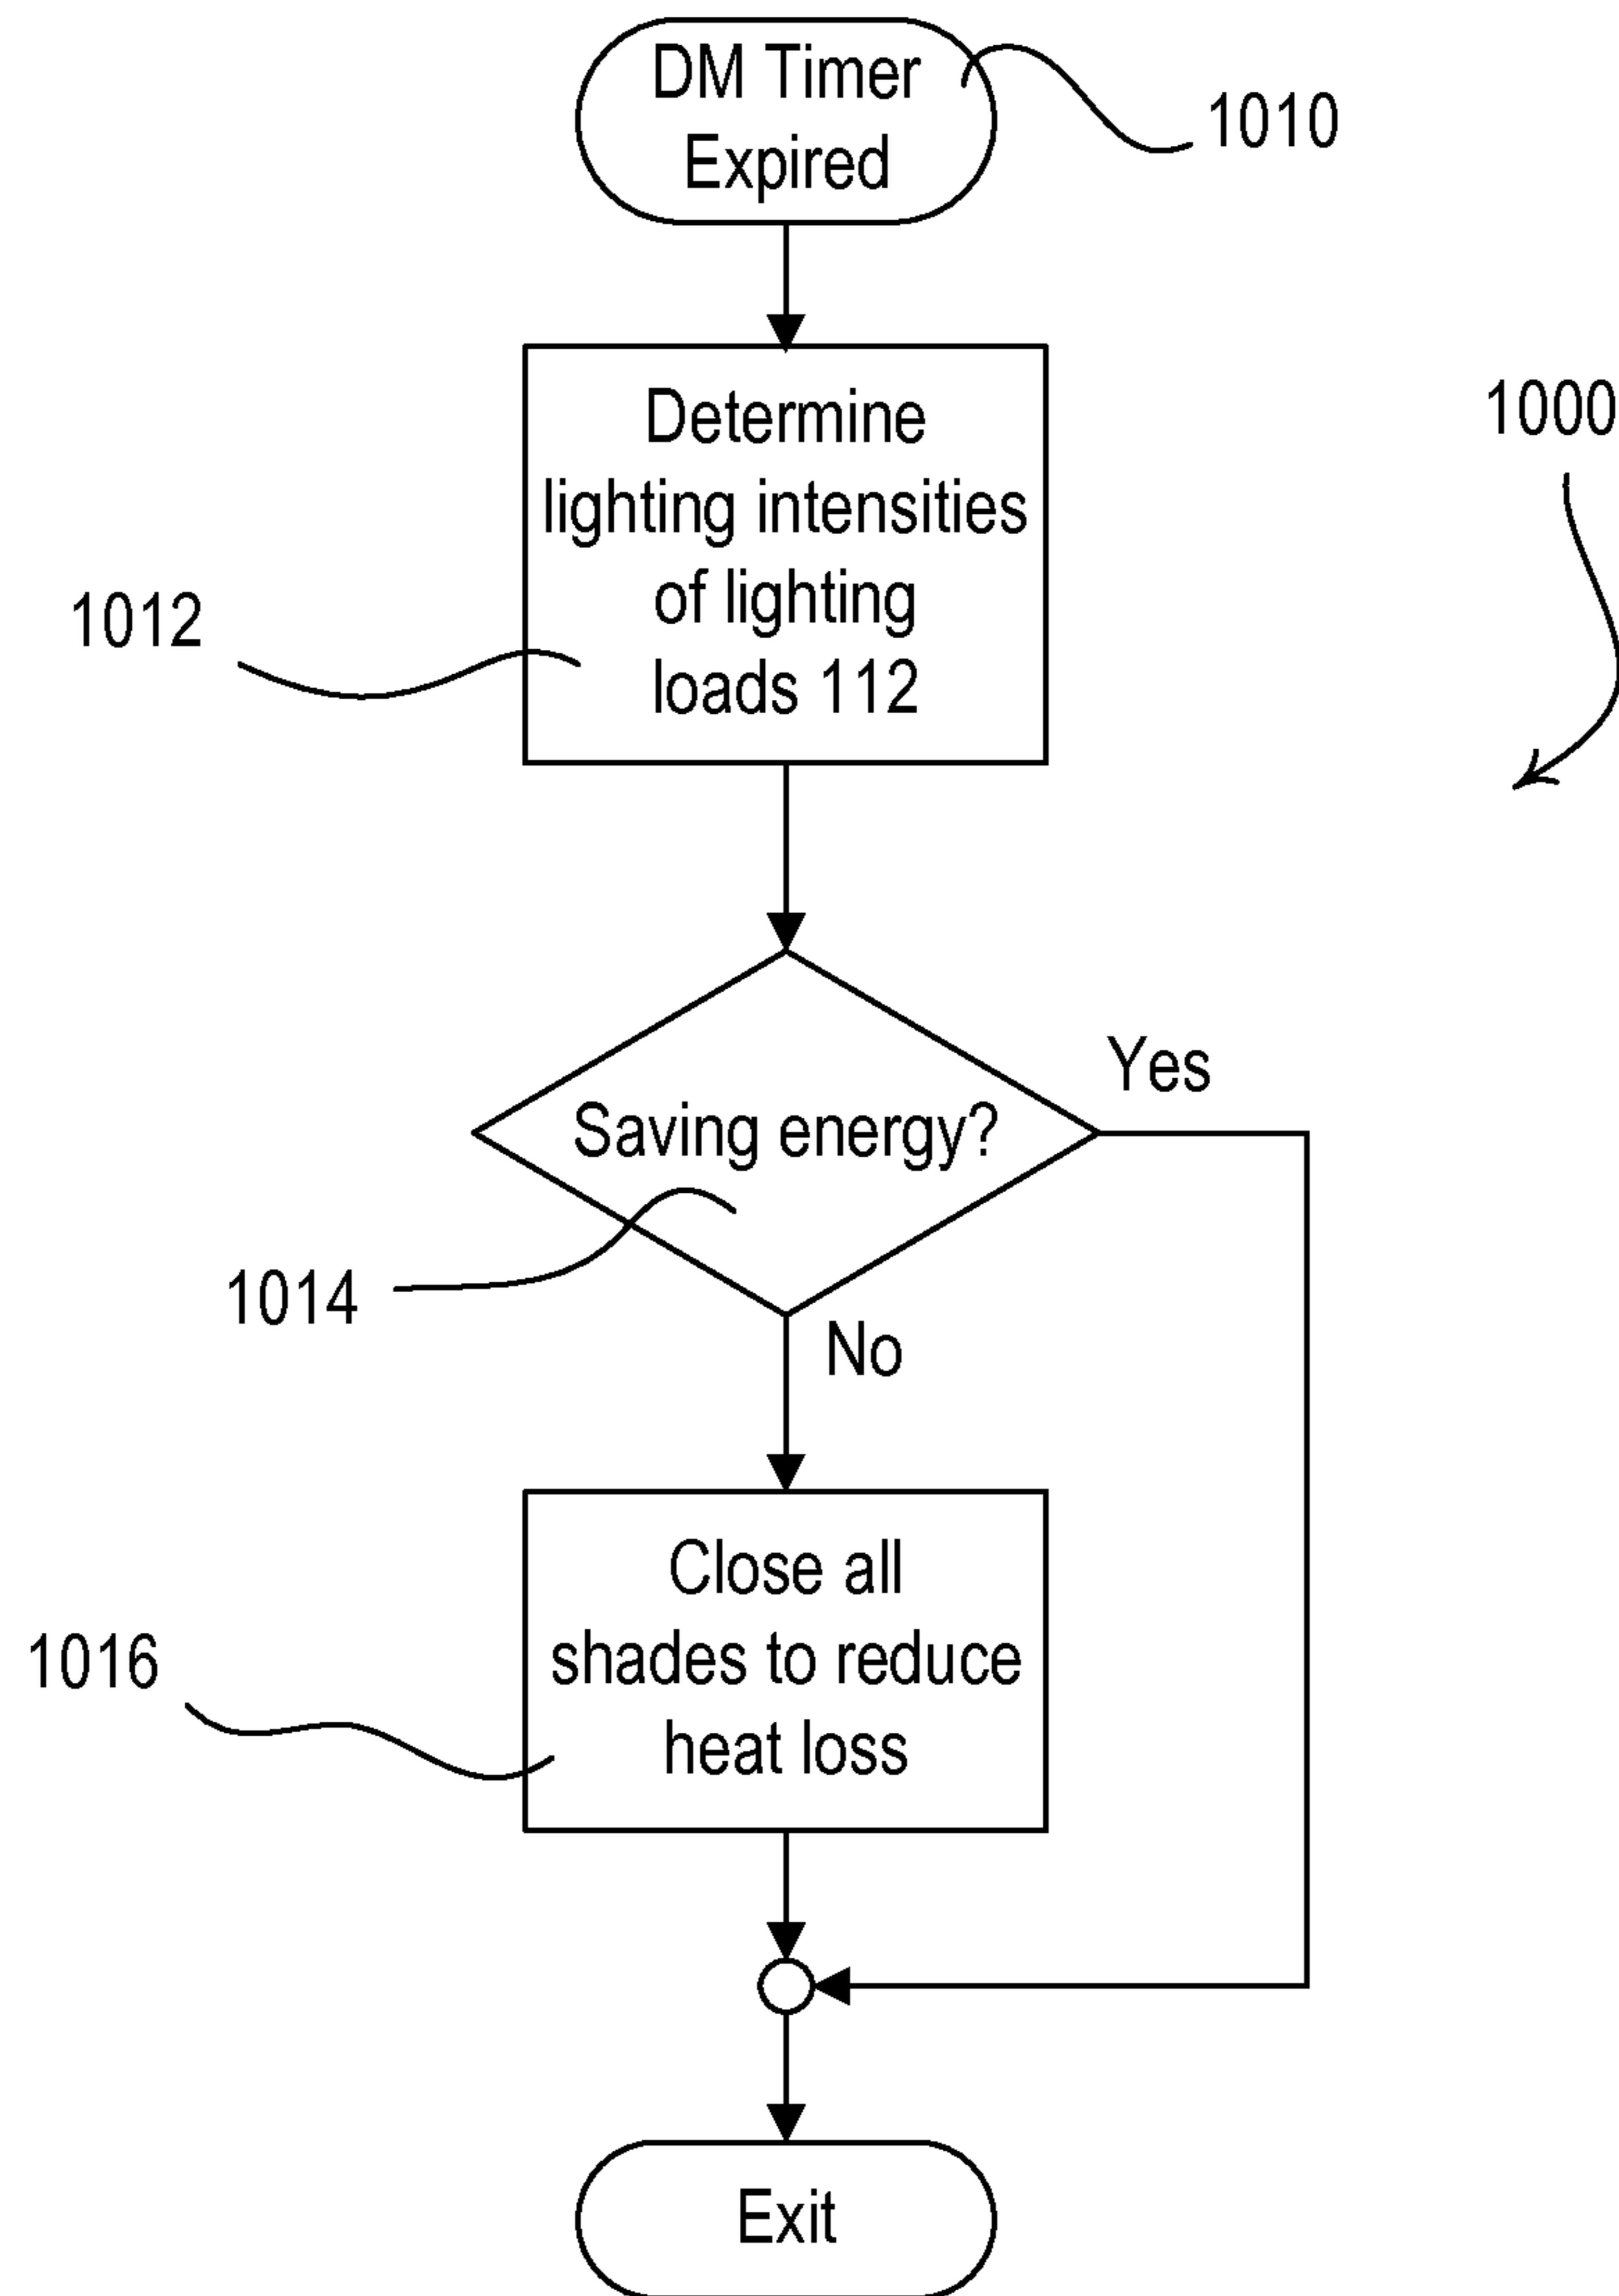 DM Timer
Expired
1010
Determine
lighting intensities
of lighting
loads 112
1000
1012
Yes
Saving energy?
1014
No
Close all
shades to reduce
heat loss
1016
Exit